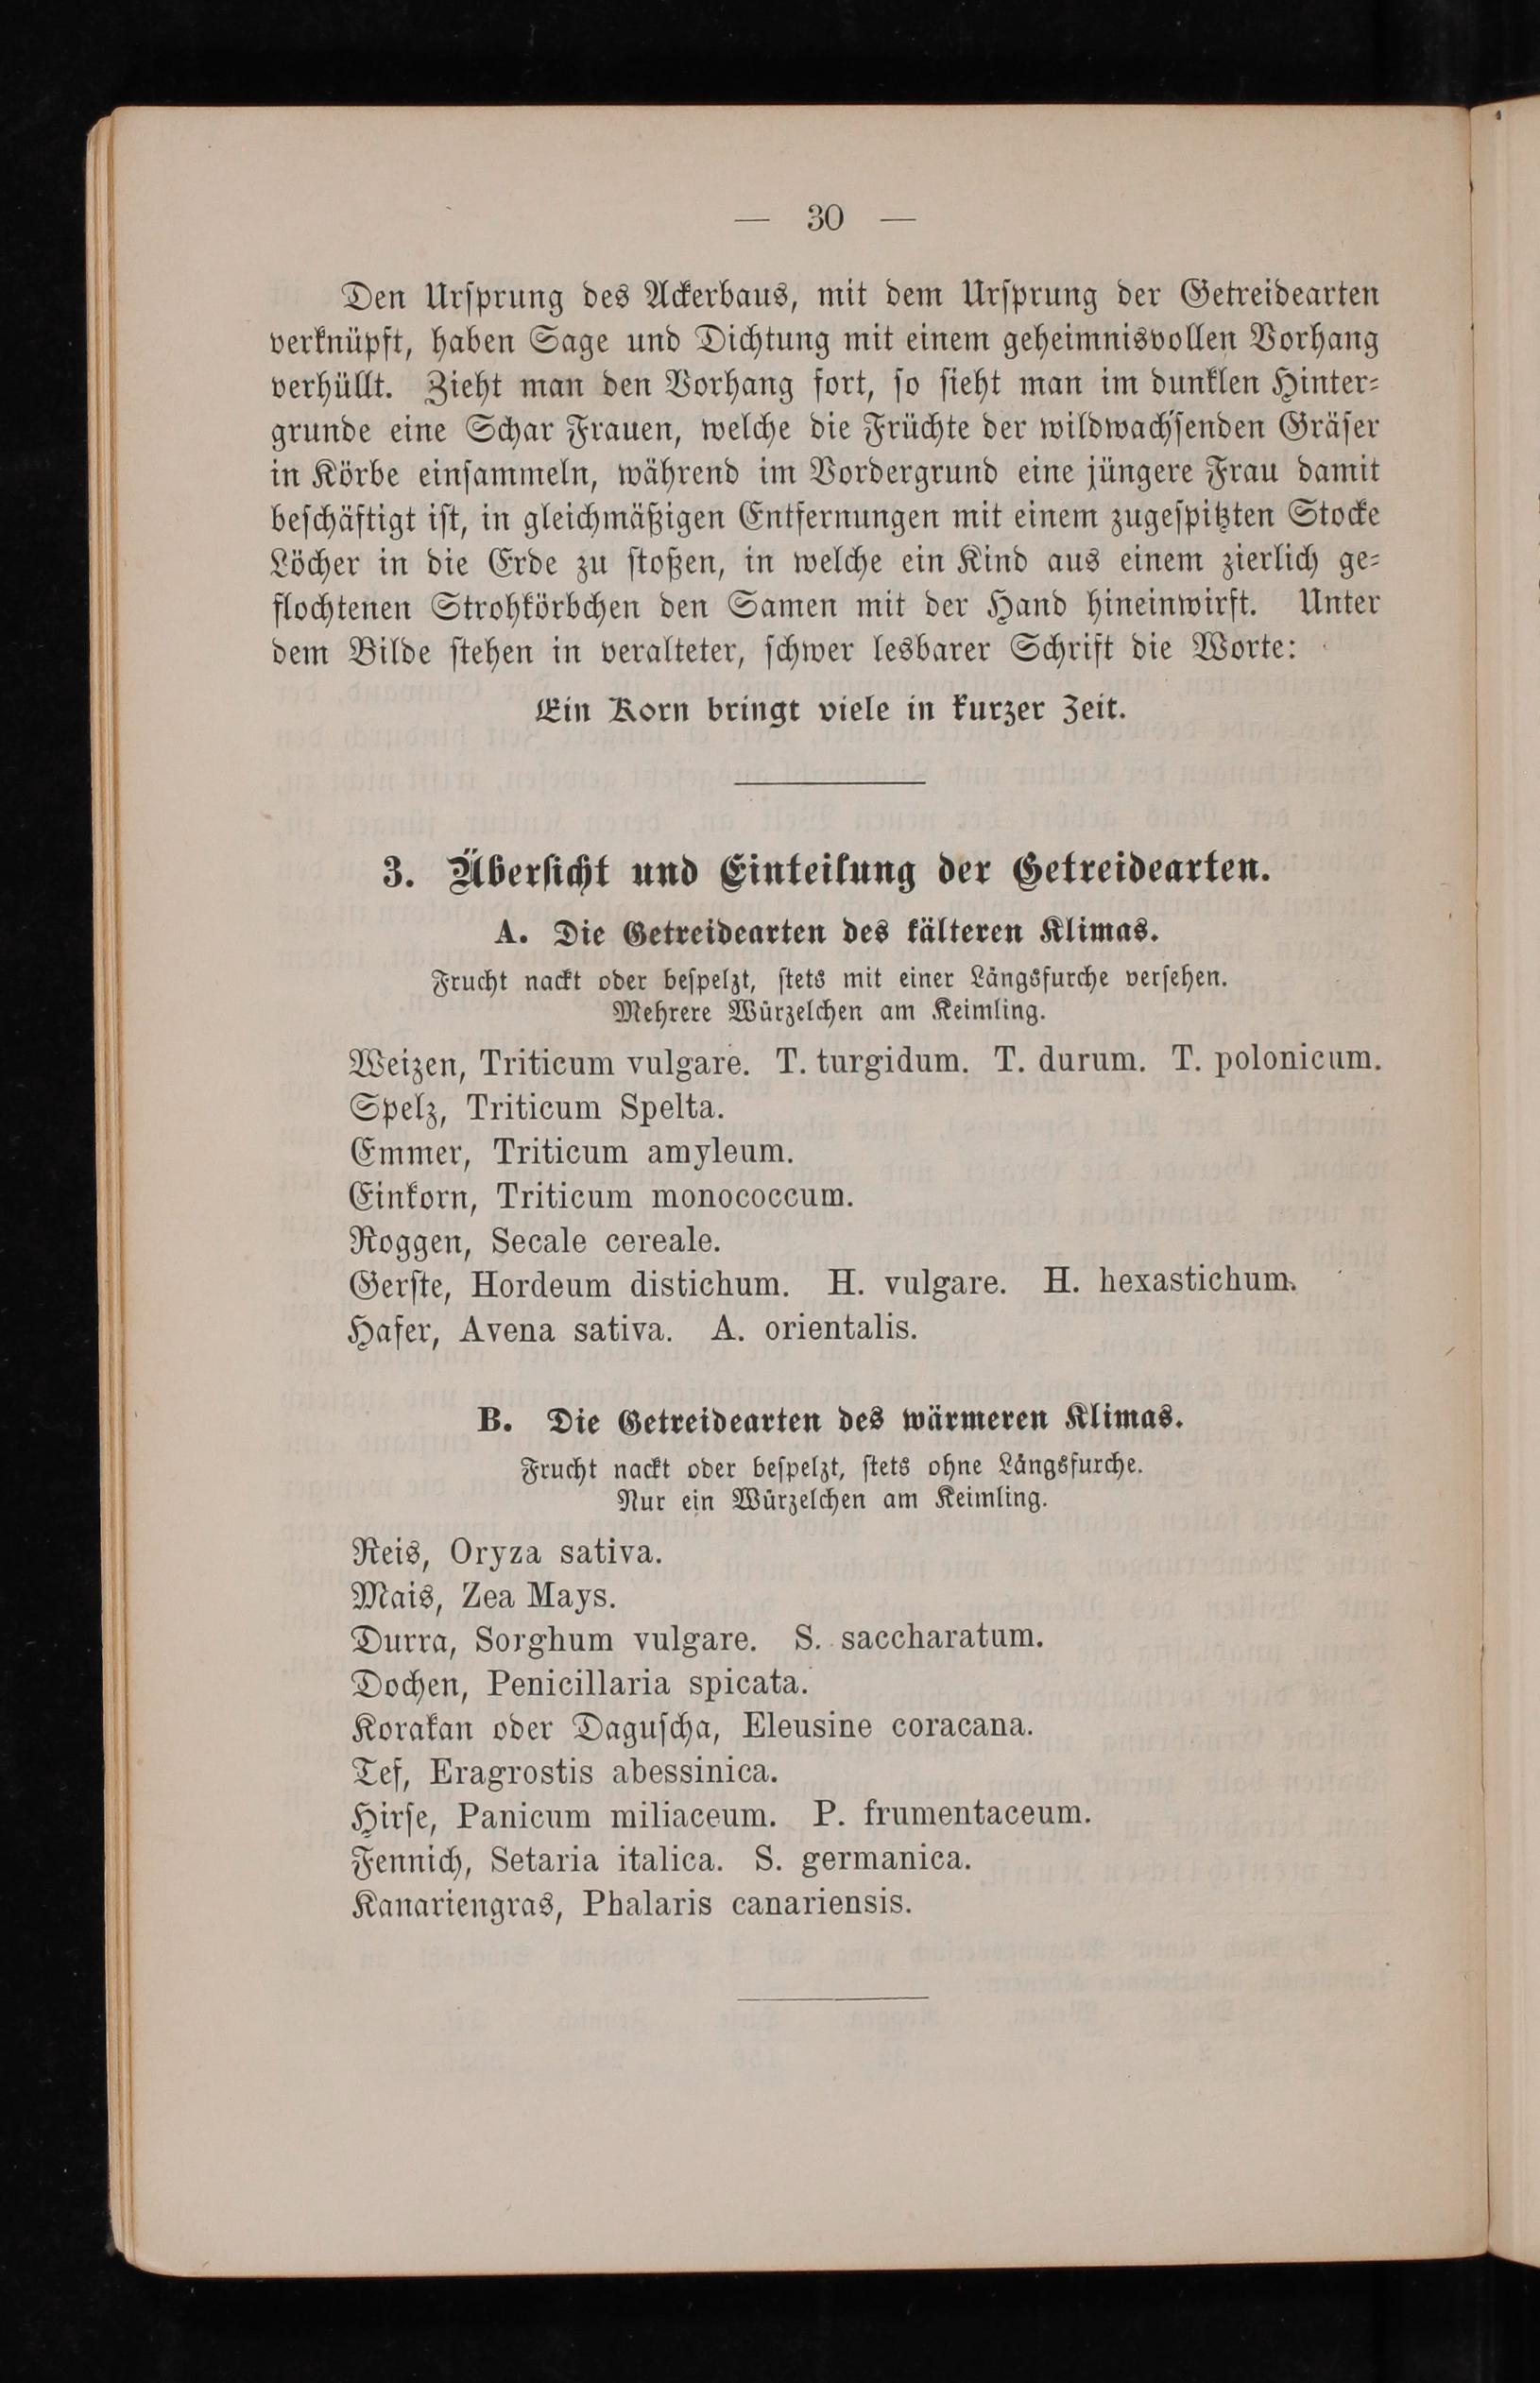 — 30 —
Den Urſprung des Ackerbaus, mit dem Urſprung der Getreidearten
verknüpft, haben Sage und Dichtung mit einem geheimnisvollen Vorhang
verhüllt. Zieht man den Vorhang fort, ſo ſieht man im dunklen Hinter-
grunde eine Schar Frauen, welche die Früchte der wildwachſenden Gräſer
in Körbe einſammeln, während im Vordergrund eine jüngere Frau damit
beſchäftigt iſt, in gleichmäßigen Entfernungen mit einem zugeſpitzten Stocke
Löcher in die Erde zu ſtoßen, in welche ein Kind aus einem zierlich ge-
flochtenen Strohkörbchen den Samen mit der Hand hineinwirft. Unter
dem Bilde ſtehen in veralteter, ſchwer lesbarer Schrift die Worte:
Ein Korn bringt viele in kurzer Zeit.
3. Überſicht und Einteilung der Getreidearten.
A. Die Getreidearten des kälteren Klimas.
Frucht nackt oder beſpelzt, ſtets mit einer Längsfurche verſehen.
Mehrere Würzelchen am Keimling.
Weizen, Triticum vulgare. T. turgidum. T. durum. T. polonicum.
Spelz, Triticum Spelta.
Emmer, Triticum amyleum.
Einkorn, Triticum monococcum.
Roggen, Secale cereale.
Gerſte, Hordeum distichum. H. vulgare. H. hexastichum.
Hafer, Avena sativa. A. orientalis.
B. Die Getreidearten des wärmeren Klimas.
Frucht nackt oder beſpelzt, ſtets ohne Längsfurche.
Nur ein Würzelchen am Keimling.
Reis, Oryza sativa.
Mais, Zea Mays.
Durra, Sorghum vulgare. S. saccharatum.
Dochen, Penicillaria spicata.
Korakan oder Daguſcha, Eleusine coracana.
Tef, Eragrostis abessinica.
Hirſe, Panicum miliaceum. P. frumentaceum.
Fennich, Setaria italica. S. germanica.
Kanariengras, Phalaris canariensis.